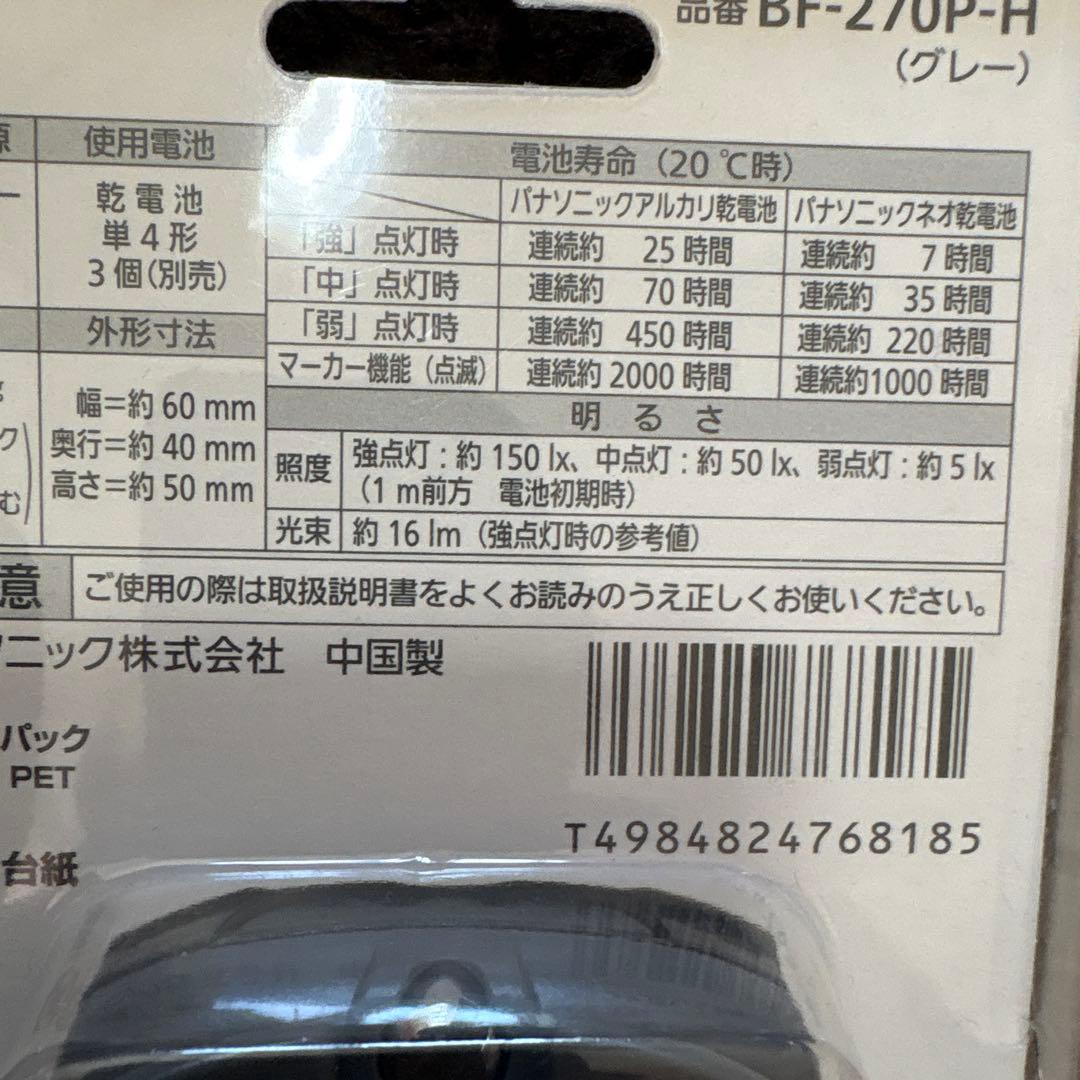 品番 BF-270P-H
（グレー）
使用電池
電池寿命（20 ℃時）
乾電池
単4形
3個（別売）
パナソニックアルカリ乾電池 パナソニックネオ乾電池
「強」点灯時 連続約 25 時間 連続約 7 時間
「中」点灯時 連続約 70 時間 連続約 35 時間
「弱」点灯時 連続約 450 時間 連続約 220 時間
マーカー機能（点滅） 連続約 2000 時間 連続約1000 時間
外形寸法
幅＝約 60 mm
奥行＝約 40 mm
高さ＝約 50 mm
明るさ
照度 強点灯：約 150 lx、中点灯：約 50 lx、弱点灯：約 5 lx
（1 m前方 電池初期時）
光束 約 16 lm（強点灯時の参考値）
意 ご使用の際は取扱説明書をよくお読みのうえ正しくお使いください。
ソニック株式会社 中国製
パック
PET
台紙
T4984824768185